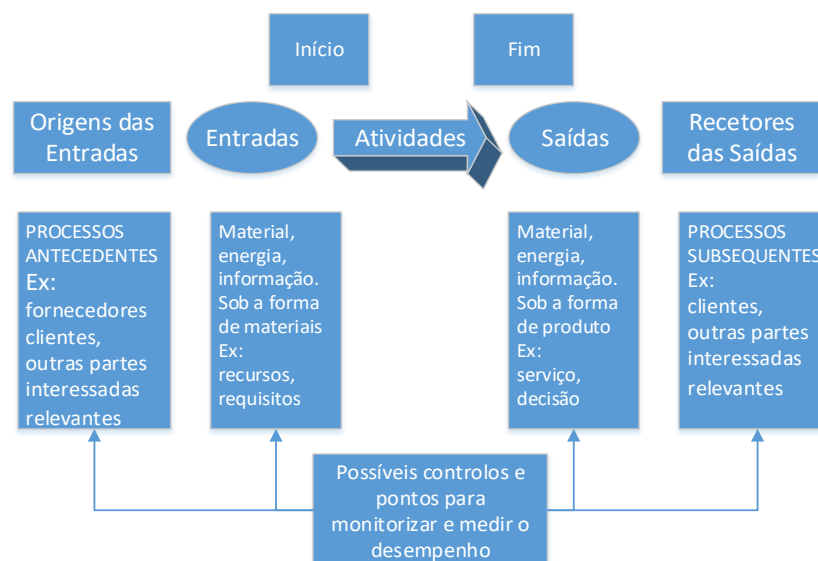 Início
Fim
Origens das
Entradas
Entradas
Atividades
Saídas
Recetores
das Saídas
PROCESSOS
ANTECEDENTES
Ex:
fornecedores
clientes,
outras partes
interessadas
relevantes
Material,
energia,
informação.
Sob a forma
de materiais
Ex:
recursos,
requisitos
Material,
energia,
informação.
Sob a forma
de produto
Ex:
serviço,
decisão
PROCESSOS
SUBSEQUENTES
Ex:
clientes,
outras partes
interessadas
relevantes
Possíveis controlos e
pontos para
monitorizar e medir o
desempenho